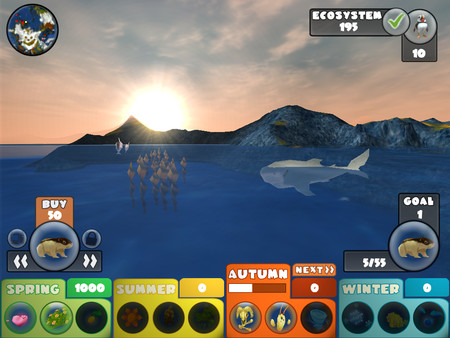 ECOSYSTEM
195
10
BUY
50
GOAL
1
5/55
SPRING 1000
SUMMER 0
AUTUMN NEXT>> 0
WINTER 0